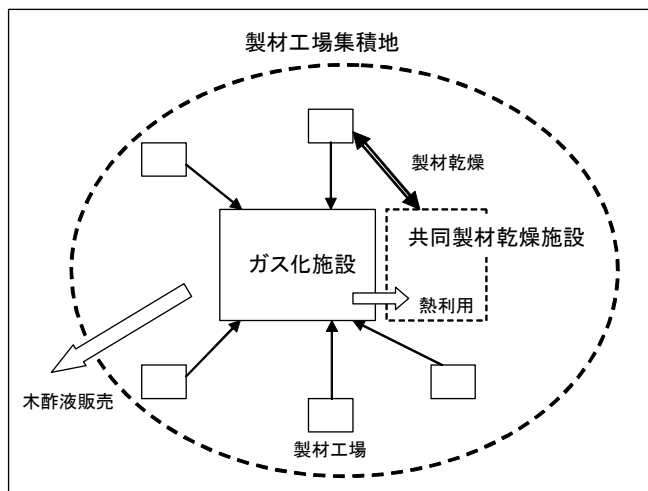 製材工場集積地
製材乾燥
共同製材乾燥施設
ガス化施設
熱利用
木酢液販売
製材工場